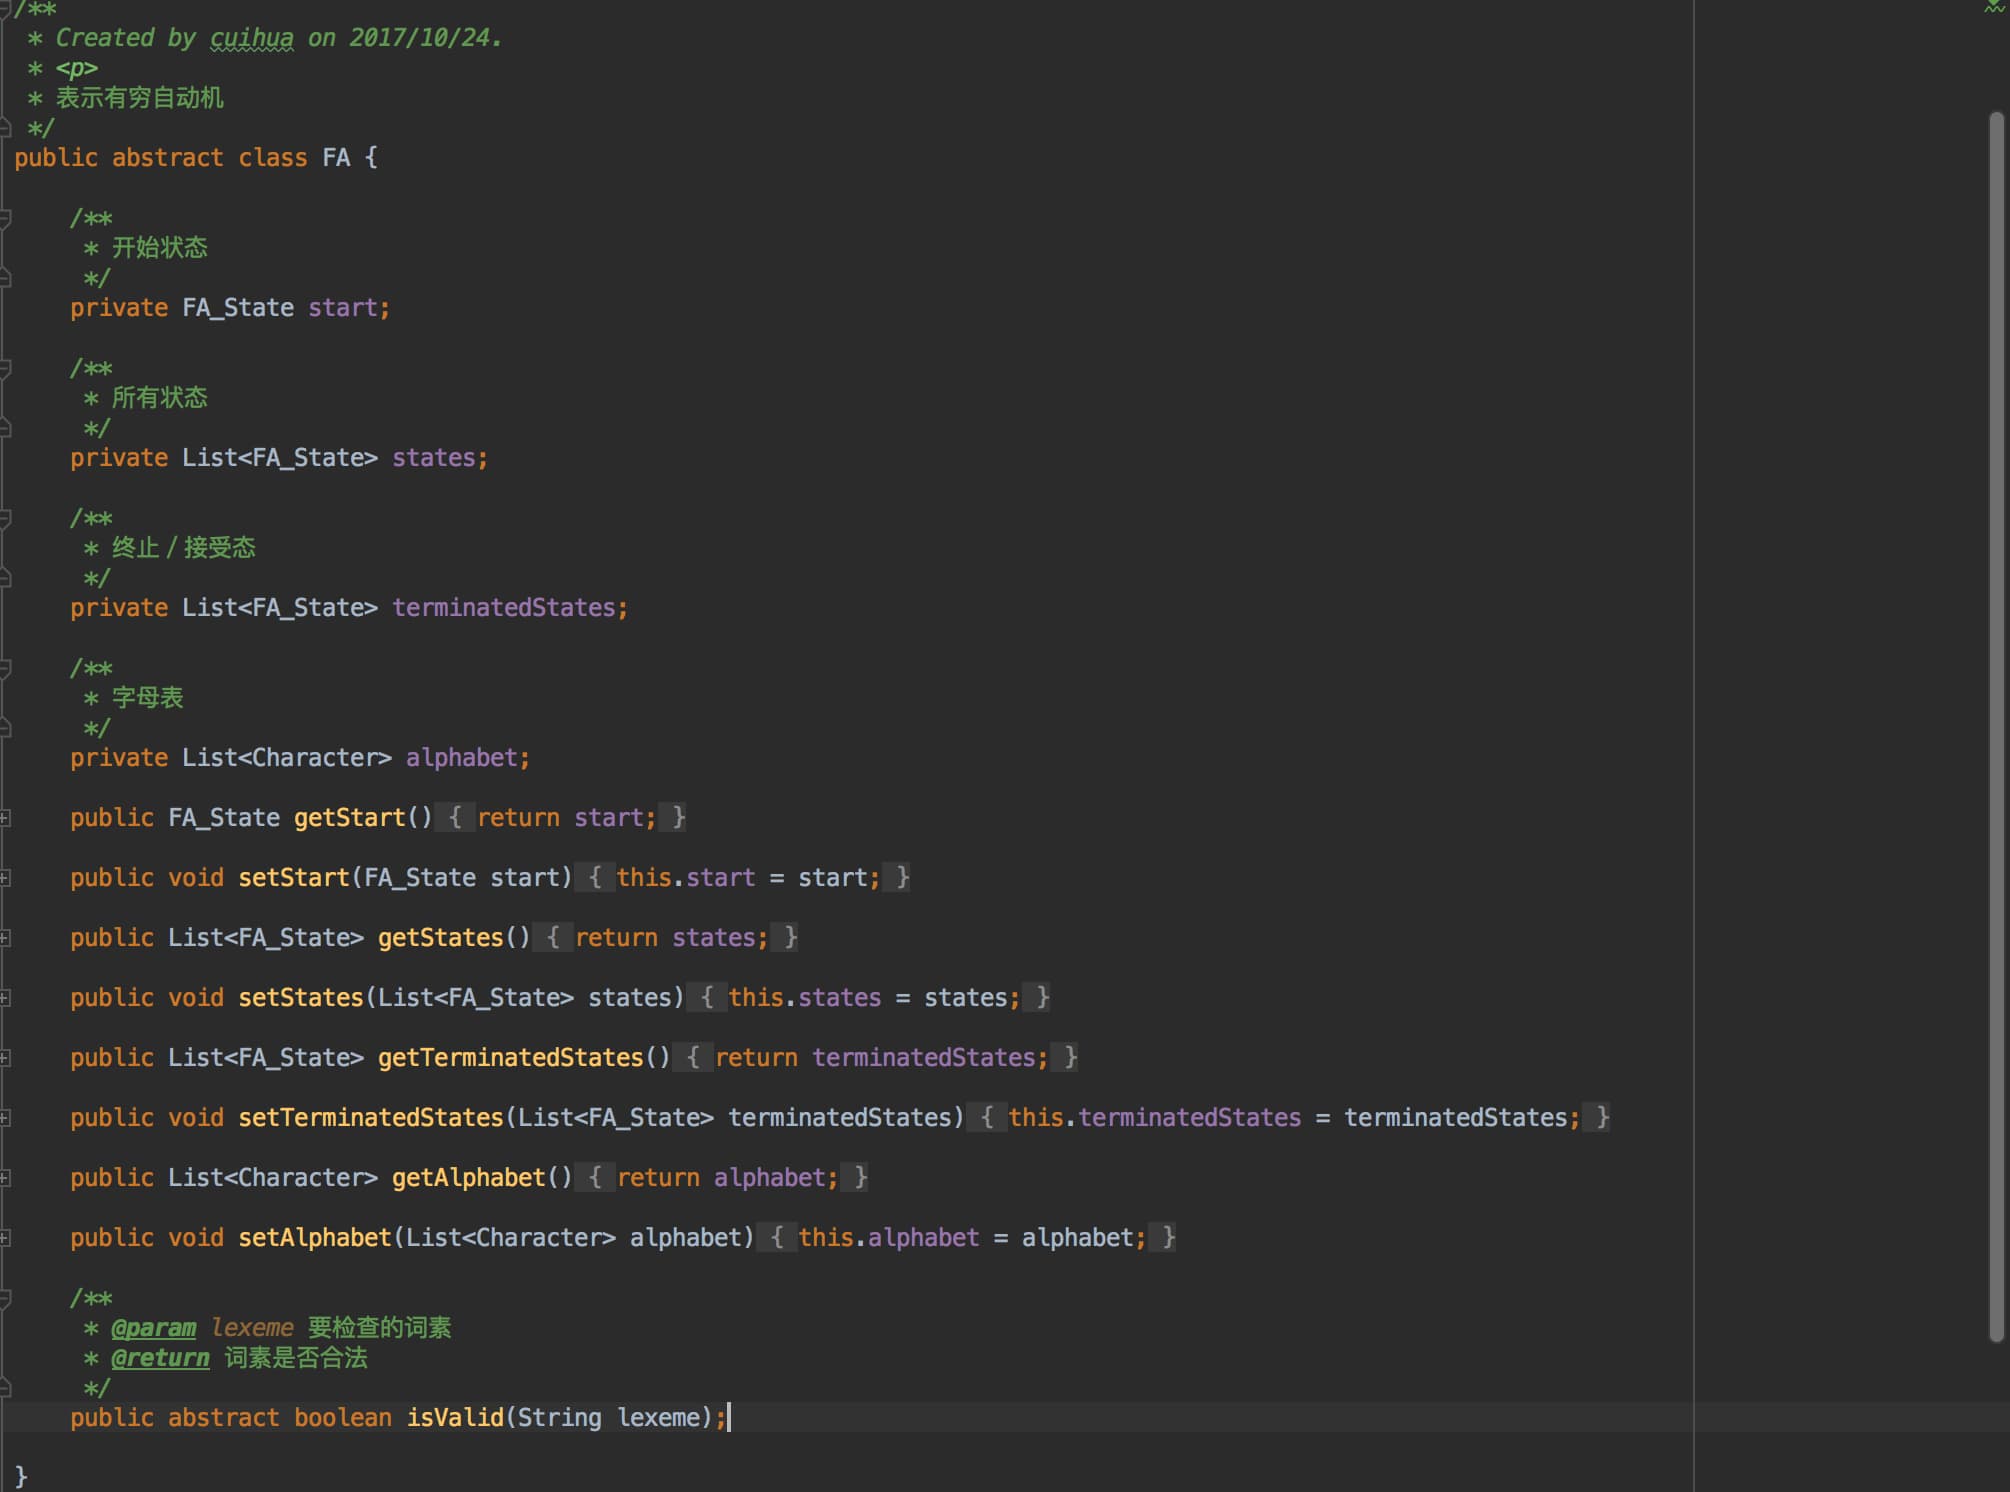 /**
 * Created by cuihua on 2017/10/24.
 * <p>
 * 表示有穷自动机
 */
public abstract class FA {
    /**
     * 开始状态
     */
    private FA_State start;
    /**
     * 所有状态
     */
    private List<FA_State> states;
    /**
     * 终止/接受态
     */
    private List<FA_State> terminatedStates;
    /**
     * 字母表
     */
    private List<Character> alphabet;
    public FA_State getStart() { return start; }
    public void setStart(FA_State start) { this.start = start; }
    public List<FA_State> getStates() { return states; }
    public void setStates(List<FA_State> states) { this.states = states; }
    public List<FA_State> getTerminatedStates() { return terminatedStates; }
    public void setTerminatedStates(List<FA_State> terminatedStates) { this.terminatedStates = terminatedStates; }
    public List<Character> getAlphabet() { return alphabet; }
    public void setAlphabet(List<Character> alphabet) { this.alphabet = alphabet; }
    /**
     * @param lexeme 要检查的词素
     * @return 词素是否合法
     */
    public abstract boolean isValid(String lexeme);
}